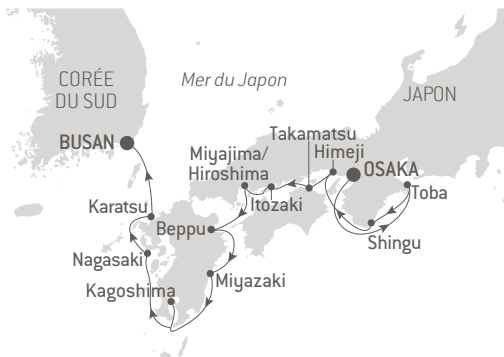 CORÉE
DU SUD
Mer du Japon
JAPON
BUSAN
Takamatsu
Miyajima/
Hiroshima
Himeji
OSAKA
Itozaki
Toba
Karatsu
Beppu
Shingu
Nagasaki
Miyazaki
Kagoshima